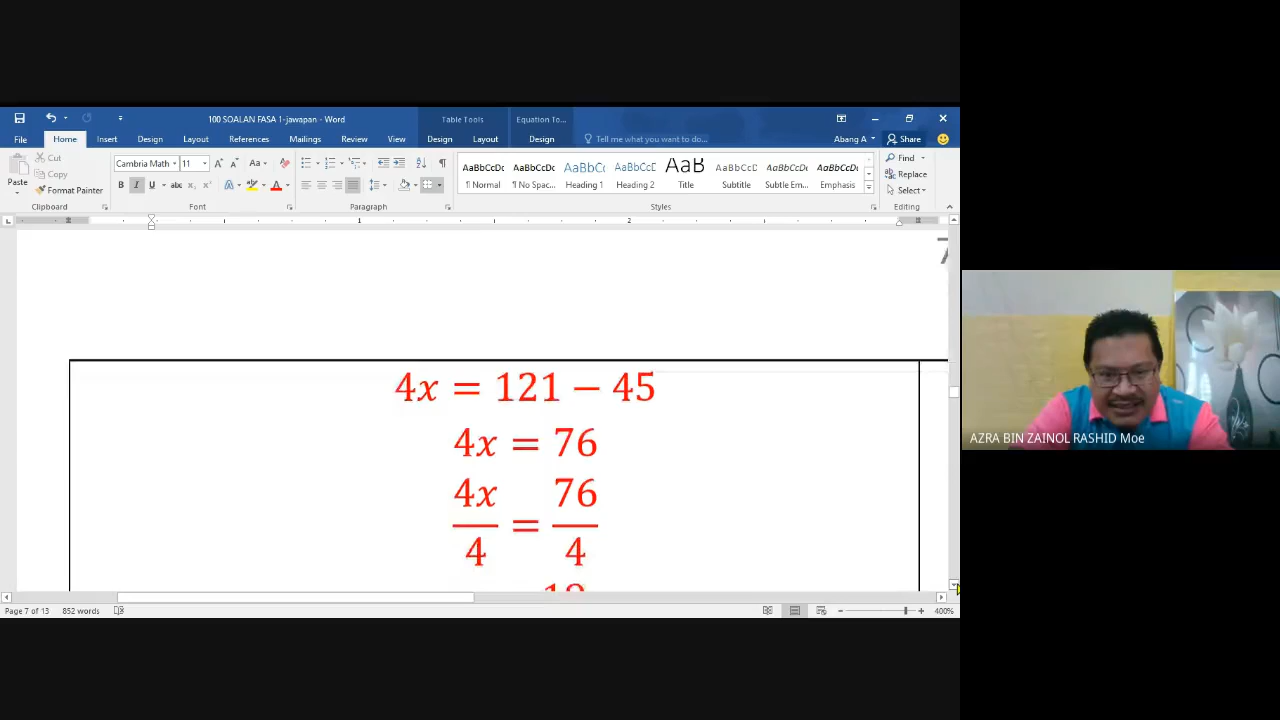 100 SOALAN FASA 1-jawapan - Word
Table Tools
Equation To...
File Home Insert Design Layout References Mailings Review View Design Layout Design Tell me what you want to do... Abang A Share
Paste
Cut
Copy
Format Painter
Clipboard
Cambria Math 11
Font
Paragraph
AaBbCcDc AaBbCcDc AaBbC( AaBbCcE AaB AaBbCcD AaBbCcDc AaBbCcDc
¶ Normal ¶ No Spac... Heading 1 Heading 2 Title Subtitle Subtle Em... Emphasis
Styles
Find
Replace
Select
Editing
1 2
7
4x = 121 − 45
4x = 76
4x/4 = 76/4
AZRA BIN ZAINOL RASHID Moe
Page 7 of 13 852 words 400%